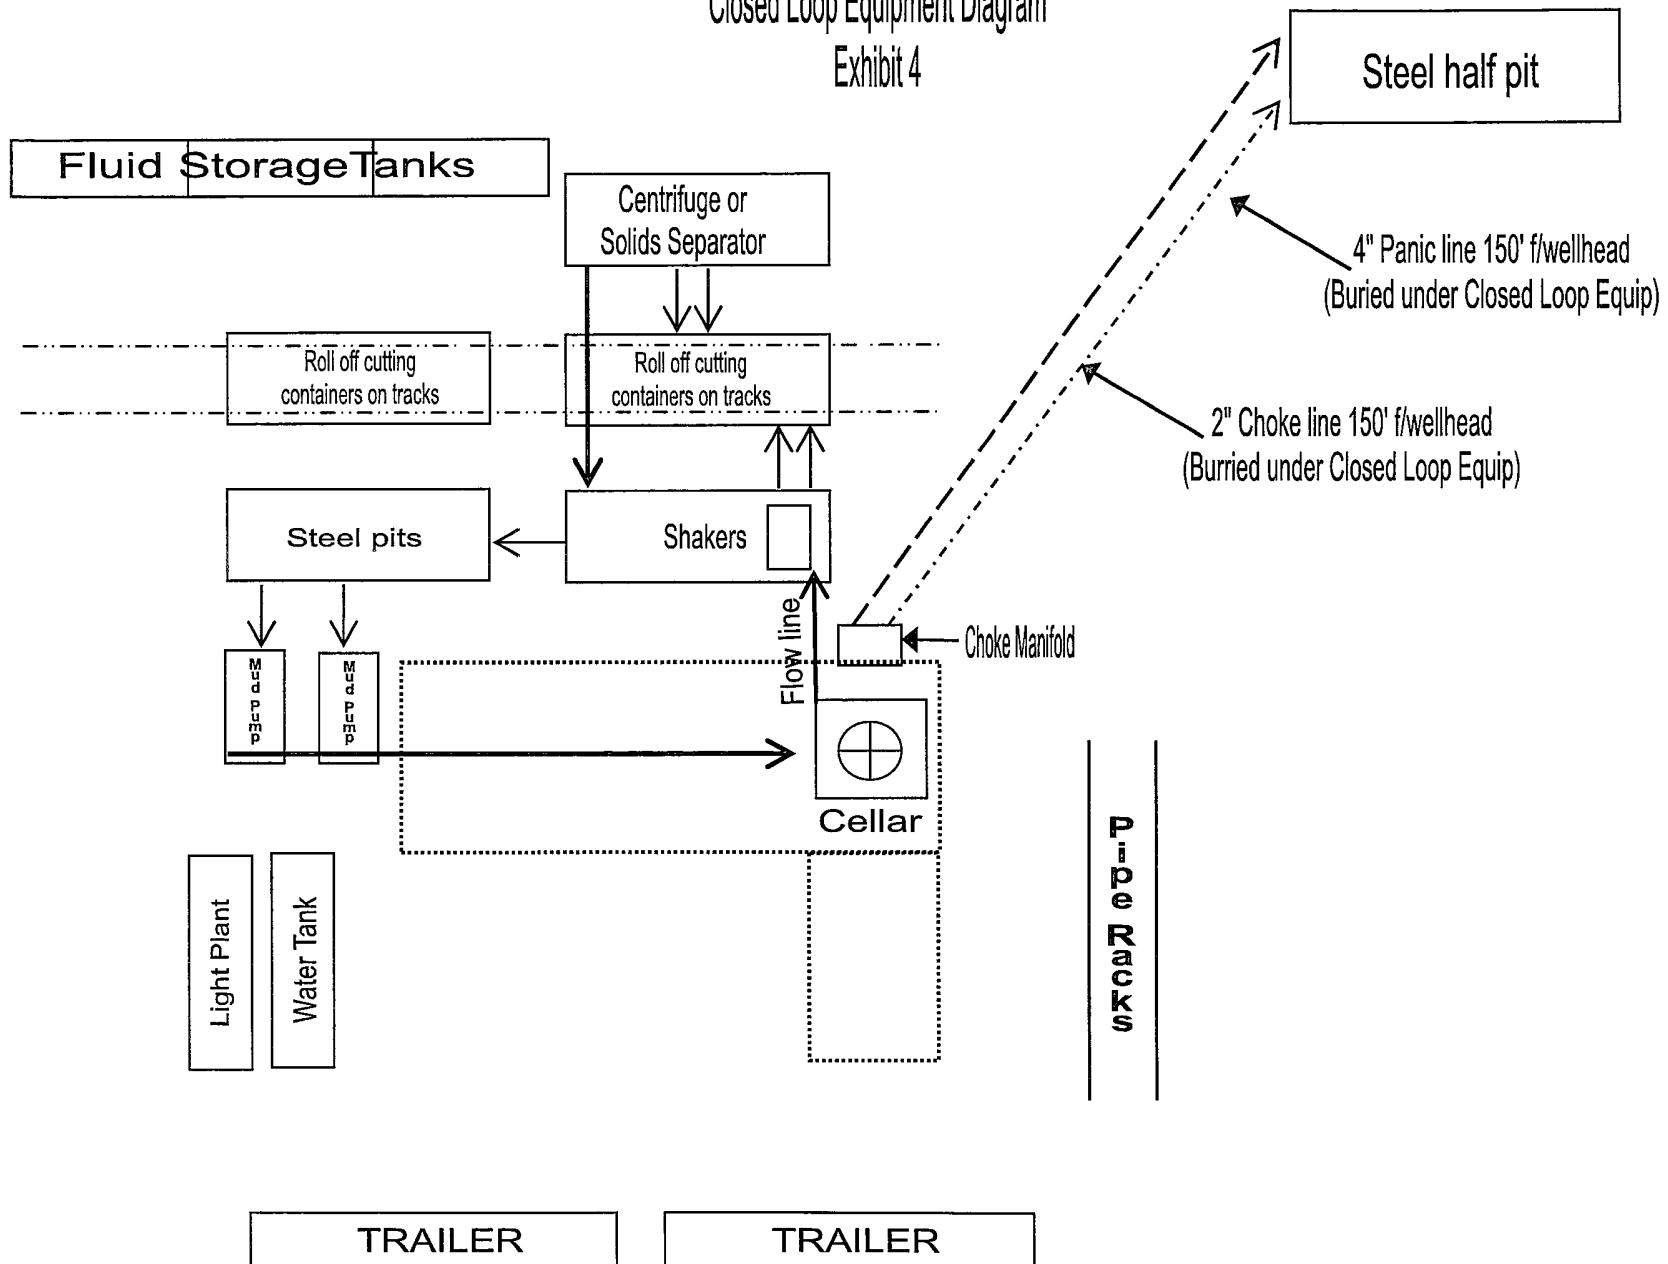 Closed Loop Equipment Diagram
Exhibit 4
Steel half pit
Fluid StorageTanks
Centrifuge or
Solids Separator
4" Panic line 150' f/wellhead
(Buried under Closed Loop Equip)
Roll off cutting
containers on tracks
Roll off cutting
containers on tracks
2" Choke line 150' f/wellhead
(Burried under Closed Loop Equip)
Steel pits
Shakers
Flow line
Choke Manifold
Mud Pump
Mud Pump
Cellar
Pipe Racks
Light Plant
Water Tank
TRAILER
TRAILER